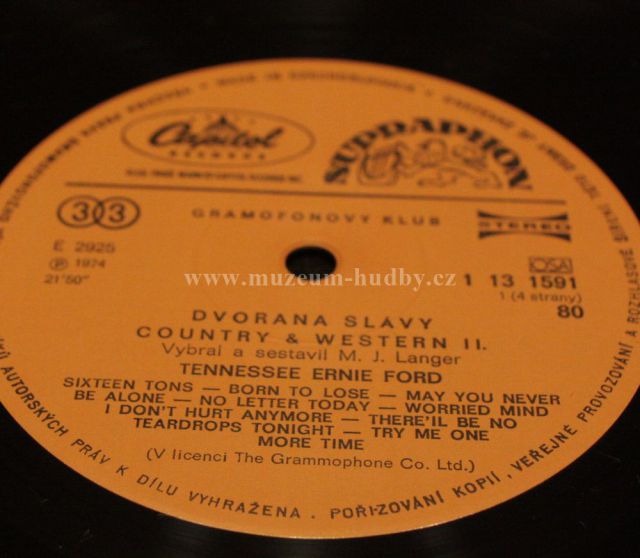 Capitol
RECORDS
SUPRAPHON
33
GRAMOFONOVÝ KLUB
STEREO
E 2925
℗ 1974
21'50"
OSA
1 13 1591
1 (4 strany)
80
www.muzeum-hudby.cz
DVORANA SLÁVY
COUNTRY & WESTERN II.
Vybral a sestavil M. J. Langer
TENNESSEE ERNIE FORD
SIXTEEN TONS — BORN TO LOSE — MAY YOU NEVER
BE ALONE — NO LETTER TODAY — WORRIED MIND
I DON'T HURT ANYMORE — THERE'LL BE NO
TEARDROPS TONIGHT — TRY ME ONE
MORE TIME
(V licenci The Grammophone Co. Ltd.)
AUTORSKÝCH PRÁV K DÍLU VYHRAŽENA . POŘIZOVÁNÍ KOPIÍ, VEŘEJNÉ PROVOZOVÁNÍ A ROZHLASOVÉ ŠÍŘENÍ